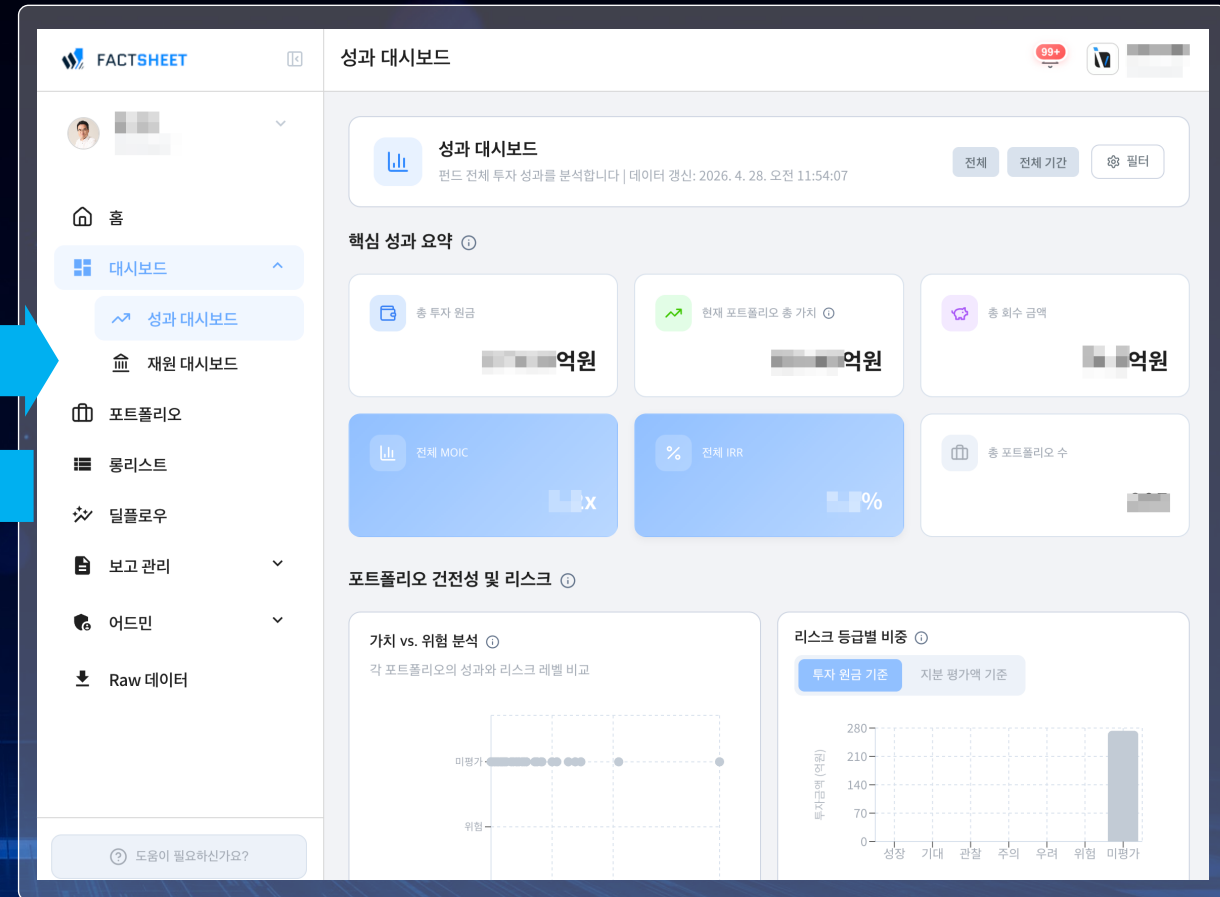 FACTSHEET
성과 대시보드
99+
홈
대시보드
성과 대시보드
재원 대시보드
포트폴리오
롱리스트
딜플로우
보고 관리
어드민
Raw 데이터
도움이 필요하신가요?
성과 대시보드
펀드 전체 투자 성과를 분석합니다 | 데이터 갱신: 2026. 4. 28. 오전 11:54:07
전체
전체 기간
필터
핵심 성과 요약
총 투자 원금
억원
현재 포트폴리오 총 가치
억원
총 회수 금액
억원
전체 MOIC
x
전체 IRR
%
총 포트폴리오 수
포트폴리오 건전성 및 리스크
가치 vs. 위험 분석
각 포트폴리오의 성과와 리스크 레벨 비교
미평가
위험
리스크 등급별 비중
투자 원금 기준
지분 평가액 기준
투자금액 (억원)
280
210
140
70
0
성장 기대 관찰 주의 우려 위험 미평가